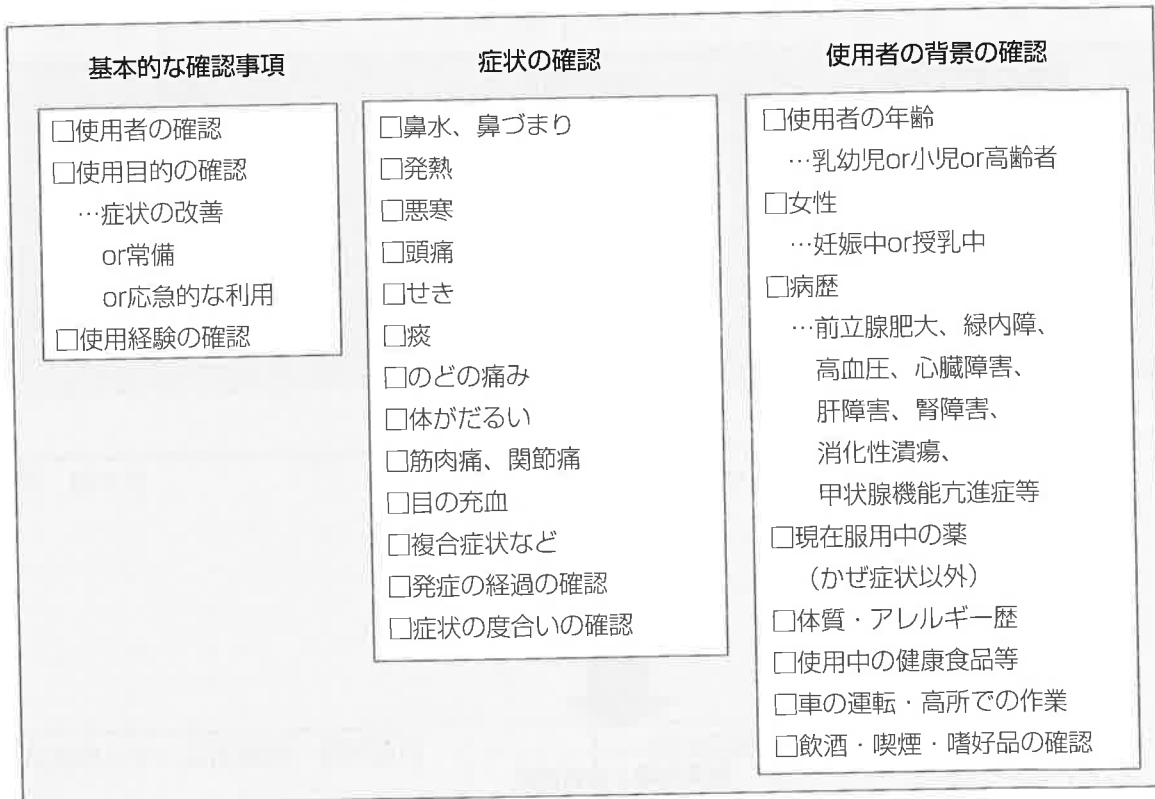 基本的な確認事項
□使用者の確認
□使用目的の確認
…症状の改善
or常備
or応急的な利用
□使用経験の確認
症状の確認
□鼻水、鼻づまり
□発熱
□悪寒
□頭痛
□せき
□痰
□のどの痛み
□体がだるい
□筋肉痛、関節痛
□目の充血
□複合症状など
□発症の経過の確認
□症状の度合いの確認
使用者の背景の確認
□使用者の年齢
…乳幼児or小児or高齢者
□女性
…妊娠中or授乳中
□病歴
…前立腺肥大、緑内障、
高血圧、心臓障害、
肝障害、腎障害、
消化性潰瘍、
甲状腺機能亢進症等
□現在服用中の薬
（かぜ症状以外）
□体質・アレルギー歴
□使用中の健康食品等
□車の運転・高所での作業
□飲酒・喫煙・嗜好品の確認